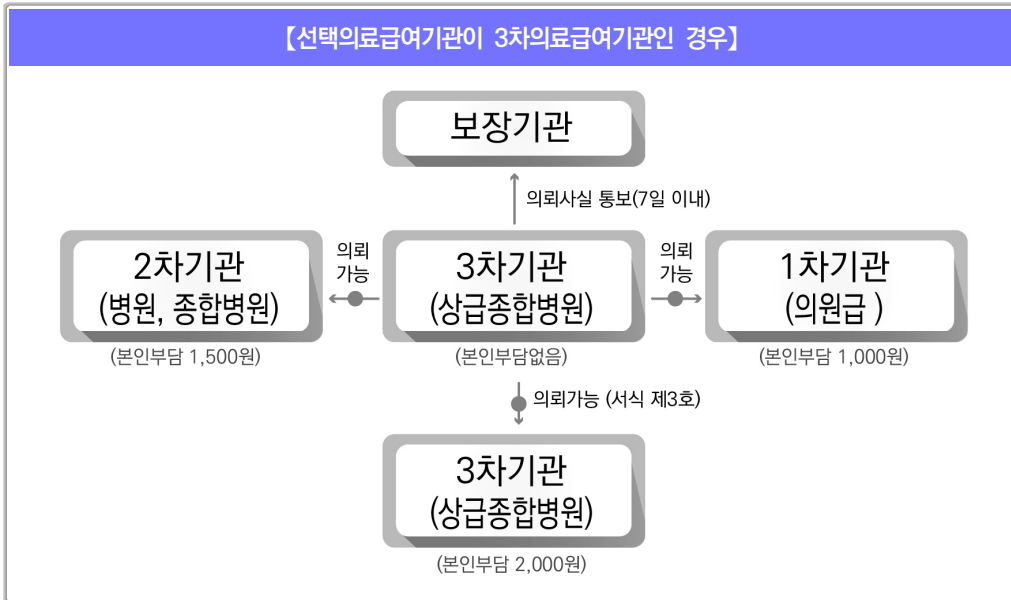 【선택의료급여기관이 3차의료급여기관인 경우】
보장기관
의뢰사실 통보(7일 이내)
2차기관
(병원, 종합병원)
(본인부담 1,500원)
의뢰
가능
3차기관
(상급종합병원)
(본인부담없음)
의뢰
가능
1차기관
(의원급 )
(본인부담 1,000원)
의뢰가능 (서식 제3호)
3차기관
(상급종합병원)
(본인부담 2,000원)